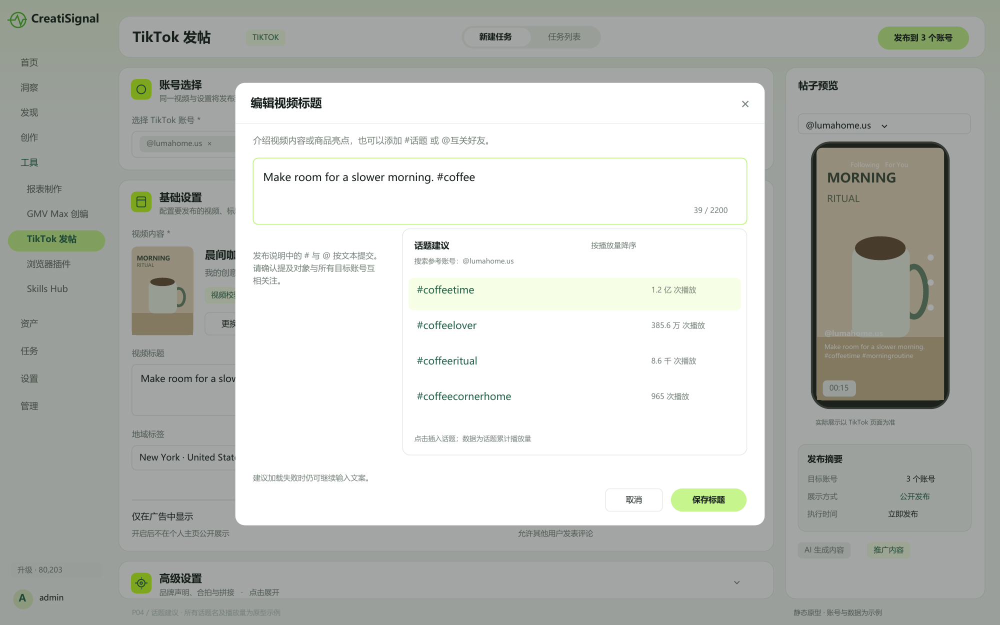 CreatiSignal
首页
洞察
发现
创作
工具
报表制作
GMV Max 创编
TikTok 发帖
浏览器插件
Skills Hub
资产
任务
设置
管理
升级 · 80,203
A
admin
TikTok 发帖
TIKTOK
新建任务
任务列表
发布到 3 个账号
账号选择
同一视频与设置将发布
选择 TikTok 账号 *
@lumahome.us ×
基础设置
配置要发布的视频、标
视频内容 *
MORNING
RITUAL
晨间咖
我的创意
视频校
更换
视频标题
Make room for a slow
地域标签
New York · United State
仅在广告中显示
开启后不在个人主页公开展示
允许其他用户发表评论
高级设置
品牌声明、合拍与拼接 · 点击展开
P04 / 话题建议 · 所有话题名及播放量为原型示例
编辑视频标题
×
介绍视频内容或商品亮点，也可以添加 #话题 或 @互关好友。
Make room for a slower morning. #coffee
39 / 2200
发布说明中的 # 与 @ 按文本提交。
请确认提及对象与所有目标账号互
相关注。
话题建议
按播放量降序
搜索参考账号：@lumahome.us
#coffeetime
1.2 亿 次播放
#coffeelover
385.6 万 次播放
#coffeeritual
8.6 千 次播放
#coffeecornerhome
965 次播放
点击插入话题；数据为话题累计播放量
建议加载失败时仍可继续输入文案。
取消
保存标题
帖子预览
@lumahome.us
Following For You
MORNING
RITUAL
@lumahome.us
Make room for a slower morning.
#coffeetime #morningroutine
00:15
实际展示以 TikTok 页面为准
发布摘要
目标账号
3 个账号
展示方式
公开发布
执行时间
立即发布
AI 生成内容
推广内容
静态原型 · 账号与数据为示例